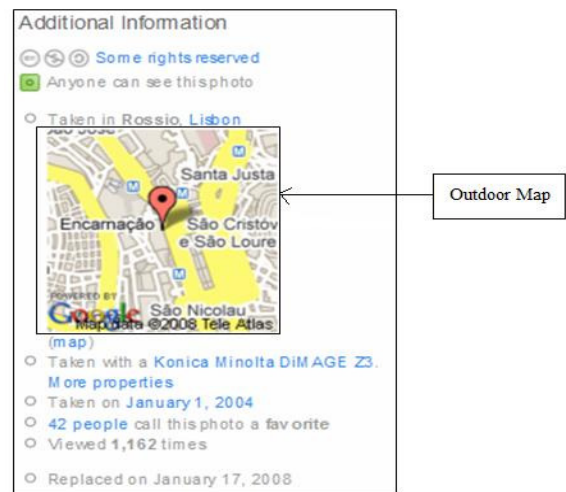 Additional Information
Some rights reserved
Anyone can see this photo
Taken in Rossio, Lisbon
São José
Santa Justa
Encarnação
São Cristóv
e São Loure
São Nicolau
POWERED BY
Google
Map data ©2008 Tele Atlas
(map)
Taken with a Konica Minolta DiMAGE Z3.
More properties
Taken on January 1, 2004
42 people call this photo a favorite
Viewed 1,162 times
Replaced on January 17, 2008
Outdoor Map